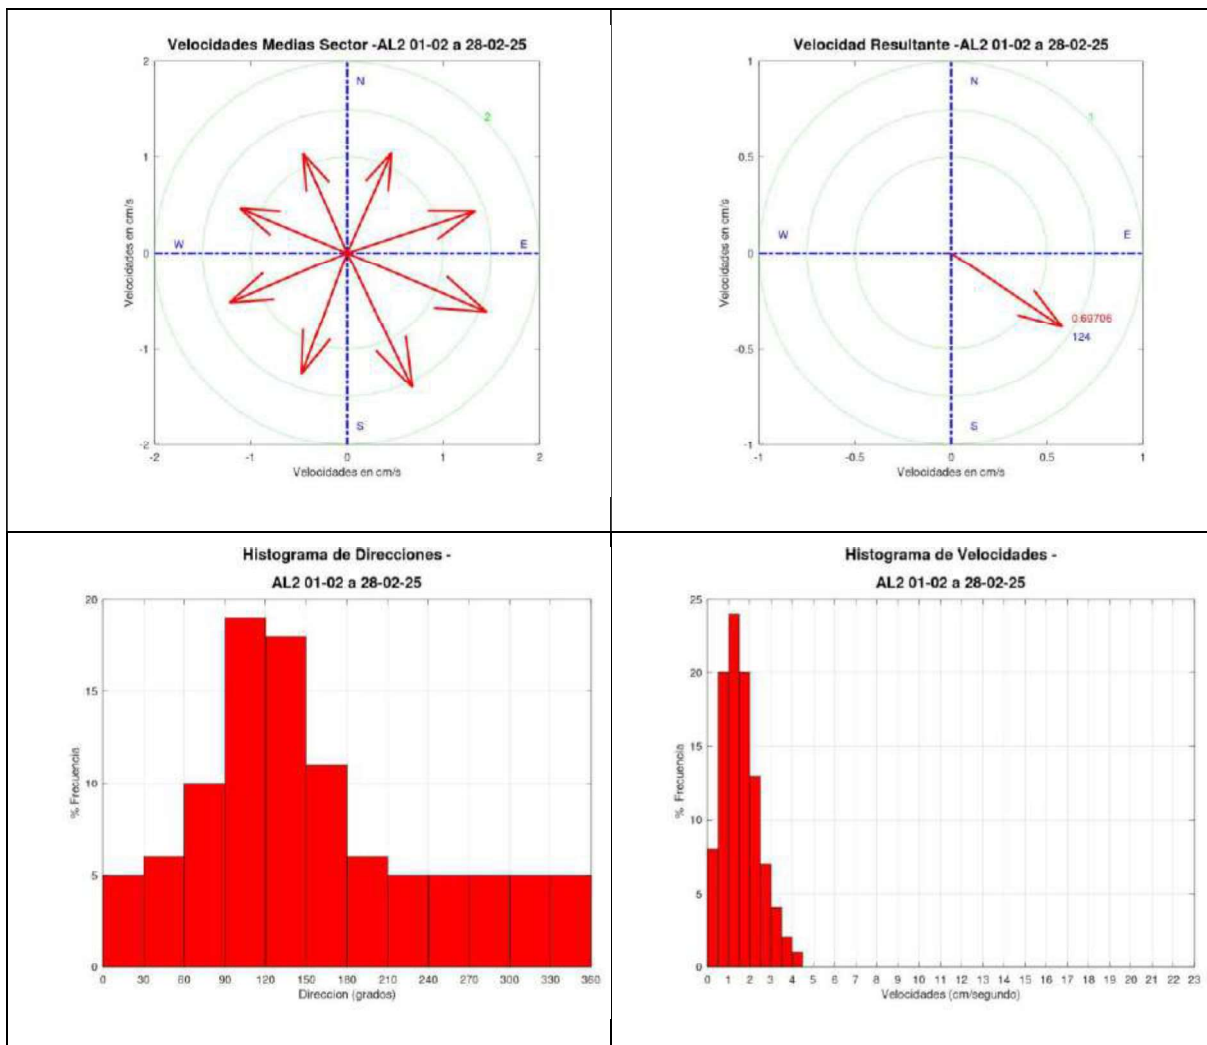 Velocidades Medias Sector -AL2 01-02 a 28-02-25
2
1
0
-1
-2
Velocidades en cm/s
N
2
W
E
S
-2
-1
0
1
2
Velocidades en cm/s
Velocidad Resultante -AL2 01-02 a 28-02-25
1
0.5
0
-0.5
-1
Velocidades en cm/s
N
1
W
E
0.69706
124
S
-1
-0.5
0
0.5
1
Velocidades en cm/s
Histograma de Direcciones -
AL2 01-02 a 28-02-25
20
15
10
5
0
% Frecuencia
0 30 60 90 120 150 180 210 240 270 300 330 360
Direccion (grados)
Histograma de Velocidades -
AL2 01-02 a 28-02-25
25
20
15
10
5
0
% Frecuencia
0 1 2 3 4 5 6 7 8 9 10 11 12 13 14 15 16 17 18 19 20 21 22 23
Velocidades (cm/segundo)